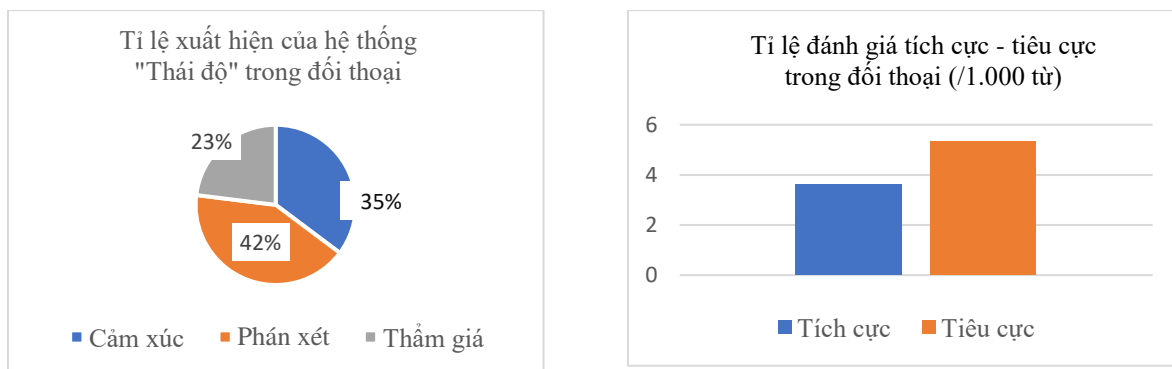 Tỉ lệ xuất hiện của hệ thống
"Thái độ" trong đối thoại
23%
35%
42%
Cảm xúc Phán xét Thẩm giá
Tỉ lệ đánh giá tích cực - tiêu cực
trong đối thoại (/1.000 từ)
6
4
2
0
Tích cực Tiêu cực